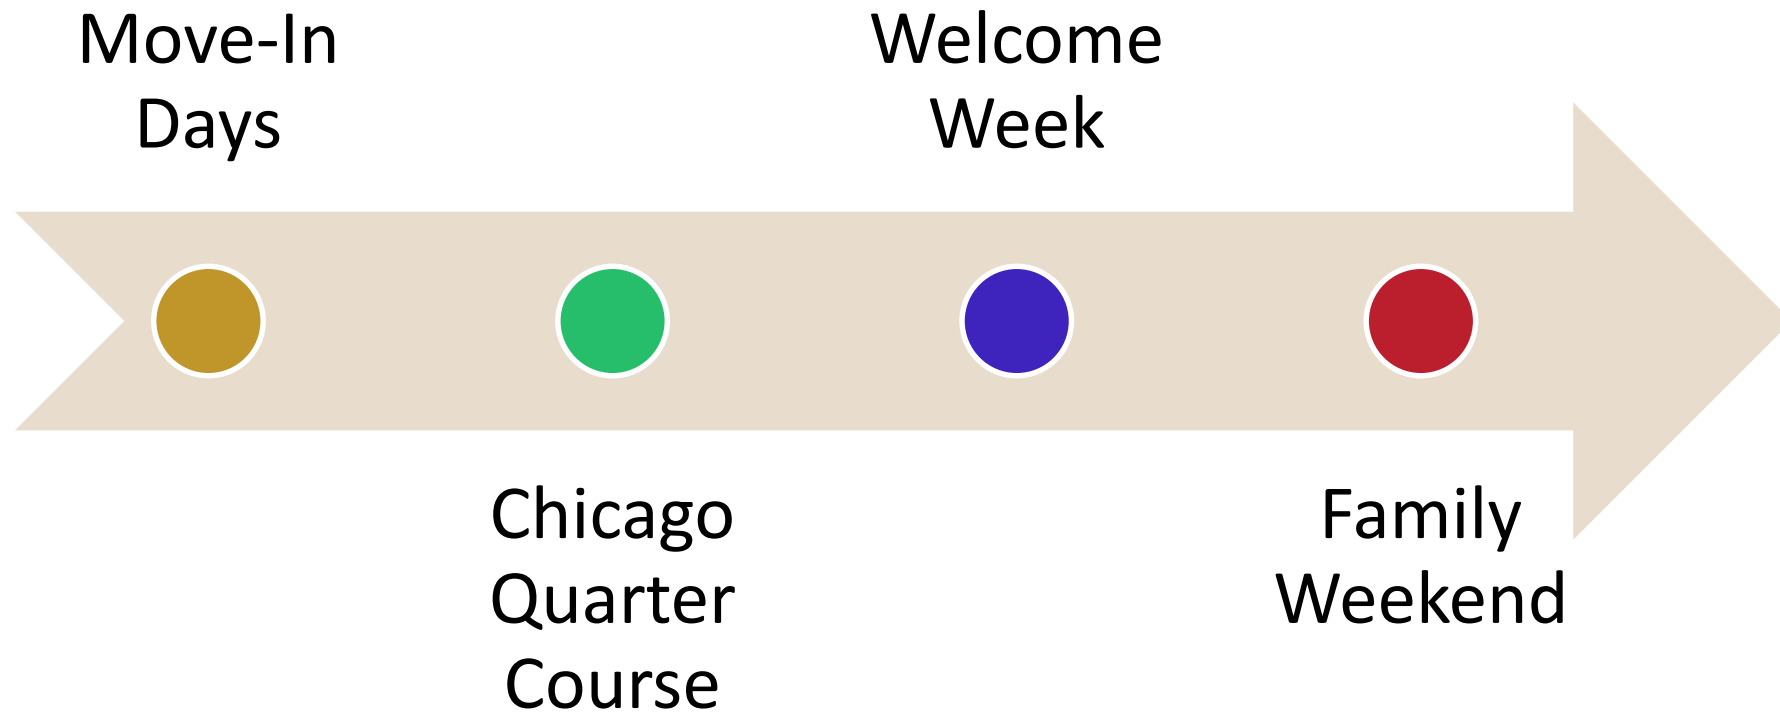 Move-In
Days
Chicago
Quarter
Course
Welcome
Week
Family
Weekend